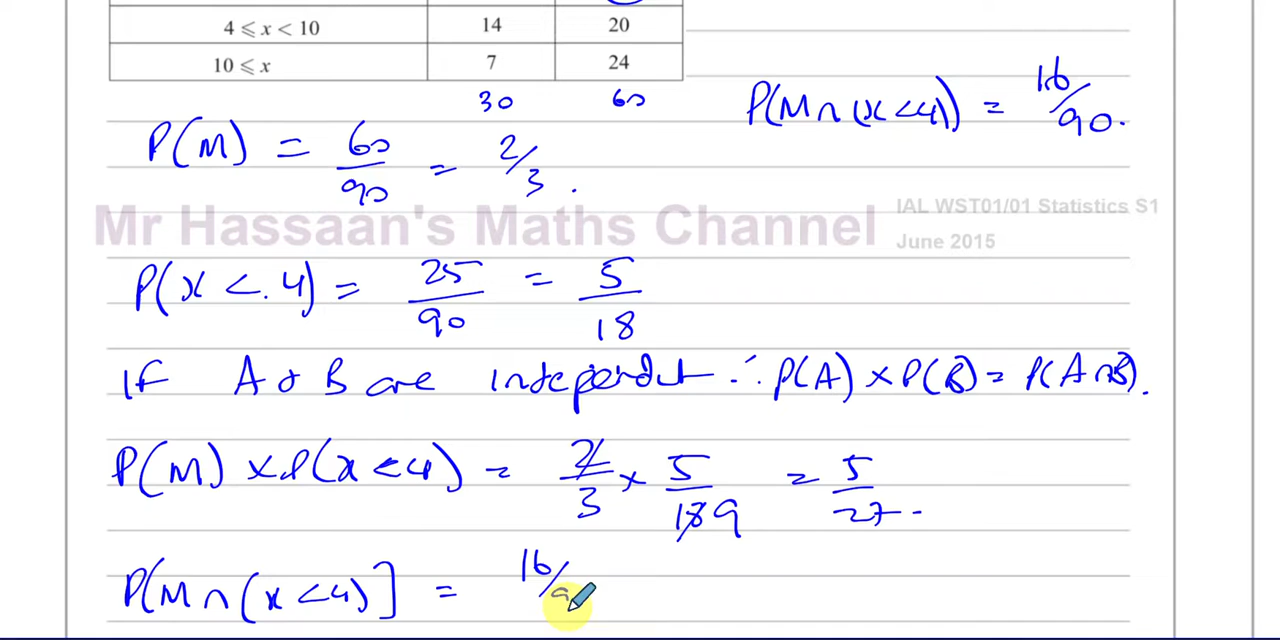 4 ⩽ x < 10 14 20
10 ⩽ x 7 24
30 60
P(M∩(x<4)) = 16/90.
P(M) = 60/90 = 2/3.
Mr Hassaan's Maths Channel
IAL WST01/01 Statistics S1
June 2015
P(x<.4) = 25/90 = 5/18
If A & B are independent ∴ P(A) × P(B) = P(A∩B).
P(M) × P(x<4) = 2/3 × 5/18 9 = 5/27.
P[M∩(x<4)] = 16/9